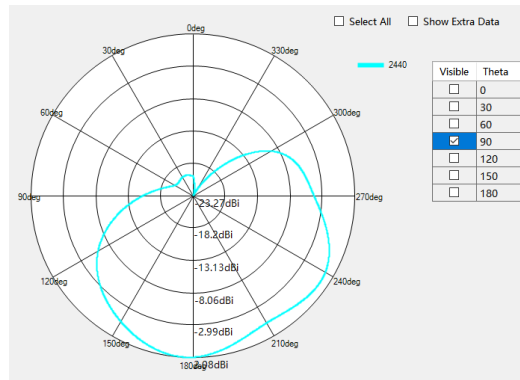 Select All
Show Extra Data
0deg
30deg
330deg
2440
Visible Theta
0
30
60
90
120
150
180
60deg
300deg
90deg
270deg
-23.27dBi
-18.2dBi
-13.13dBi
120deg
240deg
-8.06dBi
-2.99dBi
150deg
210deg
180deg